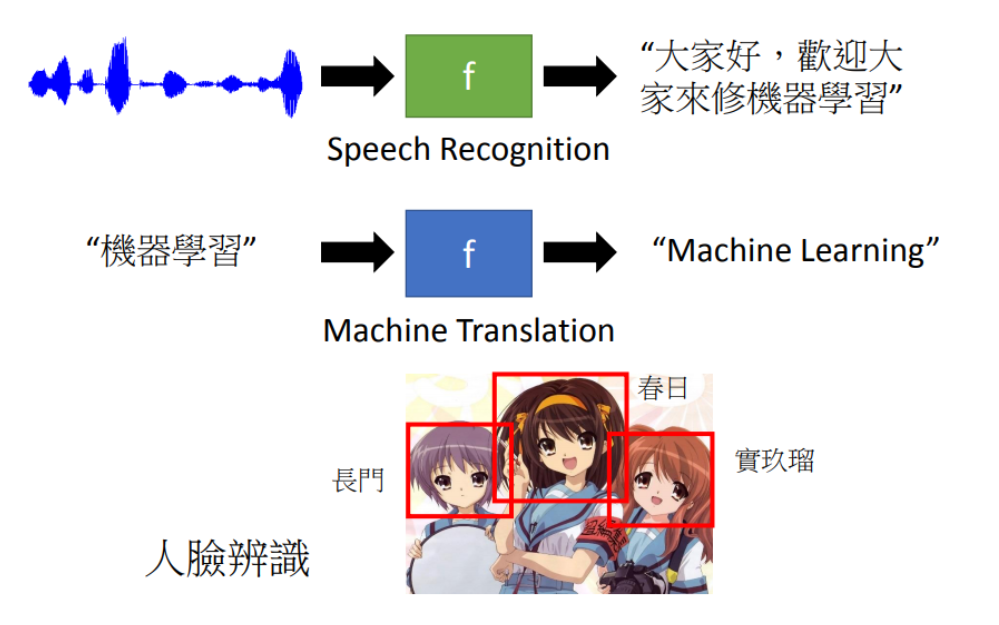 f
“大家好，歡迎大
家來修機器學習”
Speech Recognition
“機器學習”
f
“Machine Learning”
Machine Translation
春日
長門
實玖瑠
人臉辨識